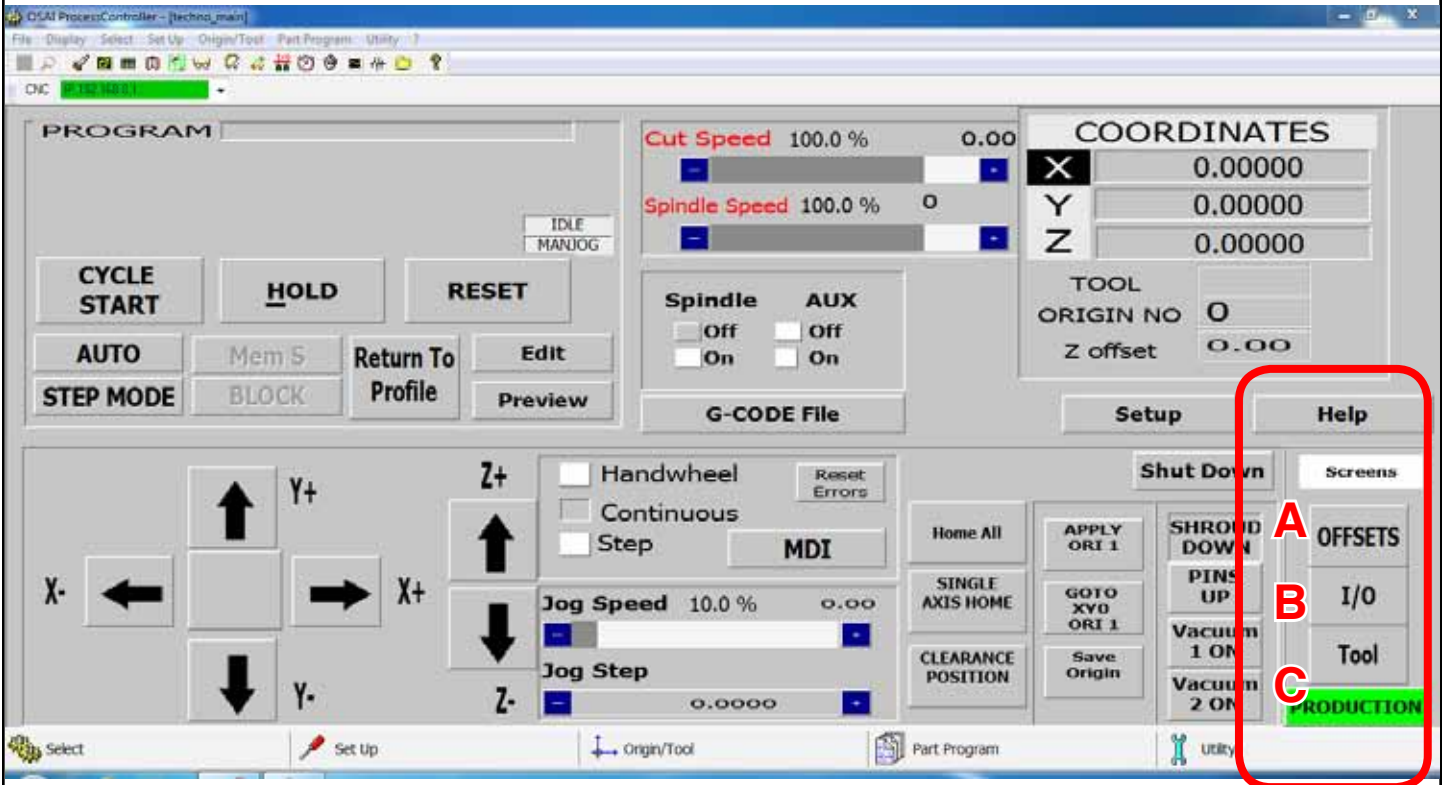 OSAI ProcessController - [techno_main]
File Display Select Set Up Origin/Tool Part Program Utility ?
CNC IP:192.168.0.1
PROGRAM
IDLE
MANJOG
CYCLE
START
HOLD
RESET
AUTO
Mem S
Return To
Profile
Edit
STEP MODE
BLOCK
Preview
Cut Speed 100.0 % 0.00
- +
Spindle Speed 100.0 % 0
- +
Spindle AUX
Off Off
On On
G-CODE File
COORDINATES
X 0.00000
Y 0.00000
Z 0.00000
TOOL
ORIGIN NO 0
Z offset 0.00
Setup
Help
Y+
X-
X+
Y-
Z+
Z-
Handwheel
Continuous
Step
Reset
Errors
MDI
Jog Speed 10.0 % 0.00
- +
Jog Step
- 0.0000 +
Home All
SINGLE
AXIS HOME
CLEARANCE
POSITION
APPLY
ORI 1
GOTO
XY0
ORI 1
Save
Origin
Shut Down
SHROUD
DOWN
PINS
UP
Vacuum
1 ON
Vacuum
2 ON
Screens
A OFFSETS
B I/O
Tool
C PRODUCTION
Select Set Up Origin/Tool Part Program Utility